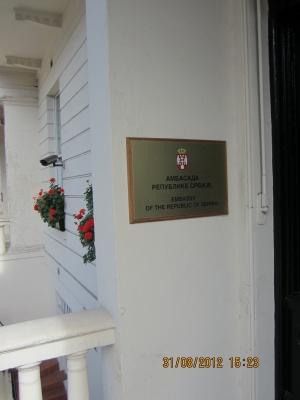 АМБАСАДА
РЕПУБЛИКЕ СРБИЈЕ
EMBASSY
OF THE REPUBLIC OF SERBIA
31/08/2012 15:23